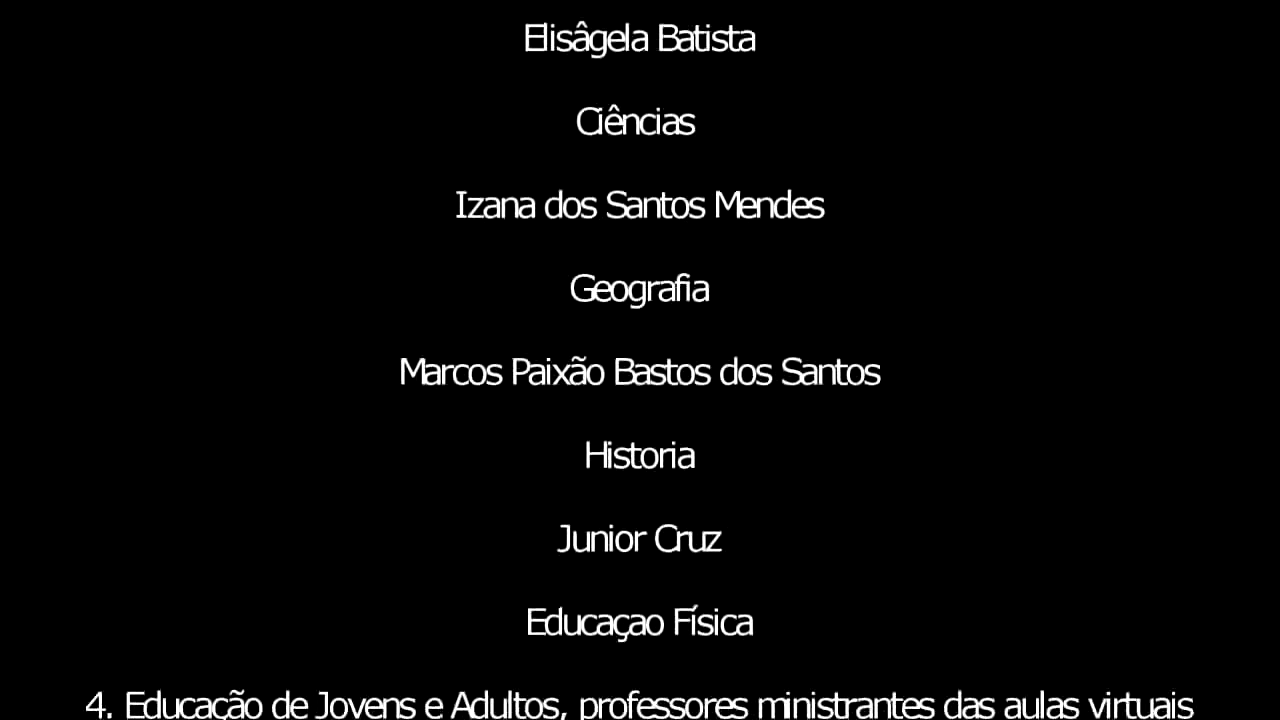 Elisâgela Batista
Ciências
Izana dos Santos Mendes
Geografia
Marcos Paixão Bastos dos Santos
Historia
Junior Cruz
Educaçao Física
4. Educação de Jovens e Adultos, professores ministrantes das aulas virtuais